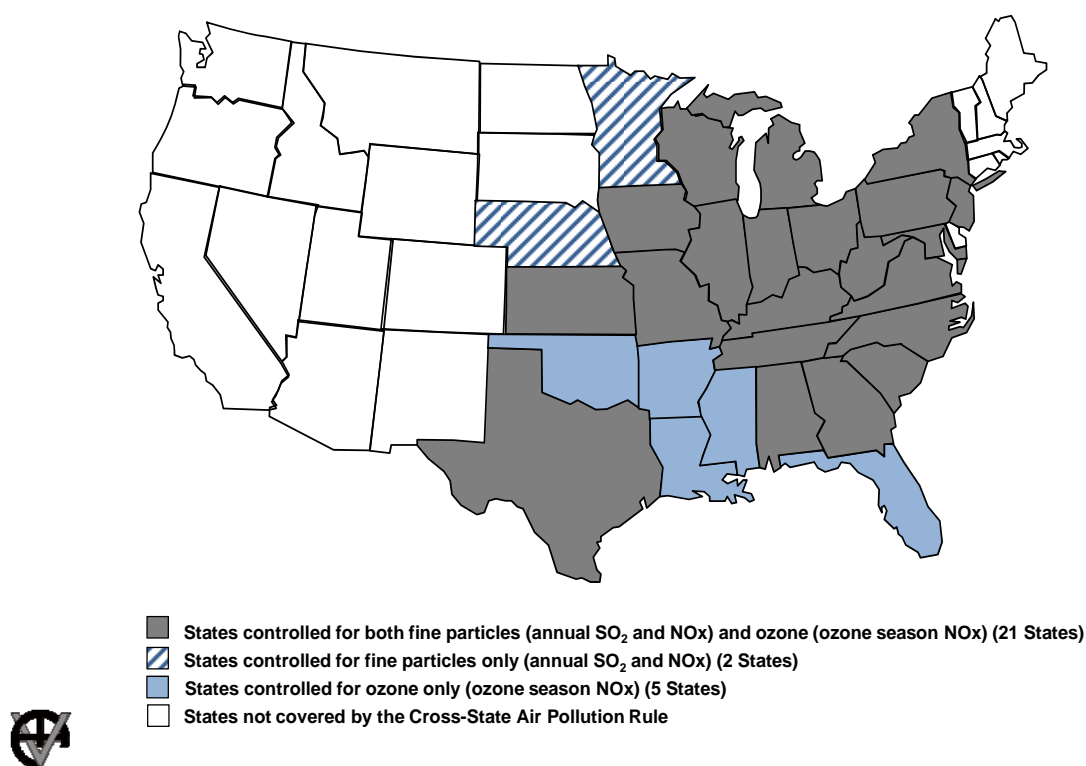 States controlled for both fine particles (annual SO₂ and NOx) and ozone (ozone season NOx) (21 States)
States controlled for fine particles only (annual SO₂ and NOx) (2 States)
States controlled for ozone only (ozone season NOx) (5 States)
States not covered by the Cross-State Air Pollution Rule